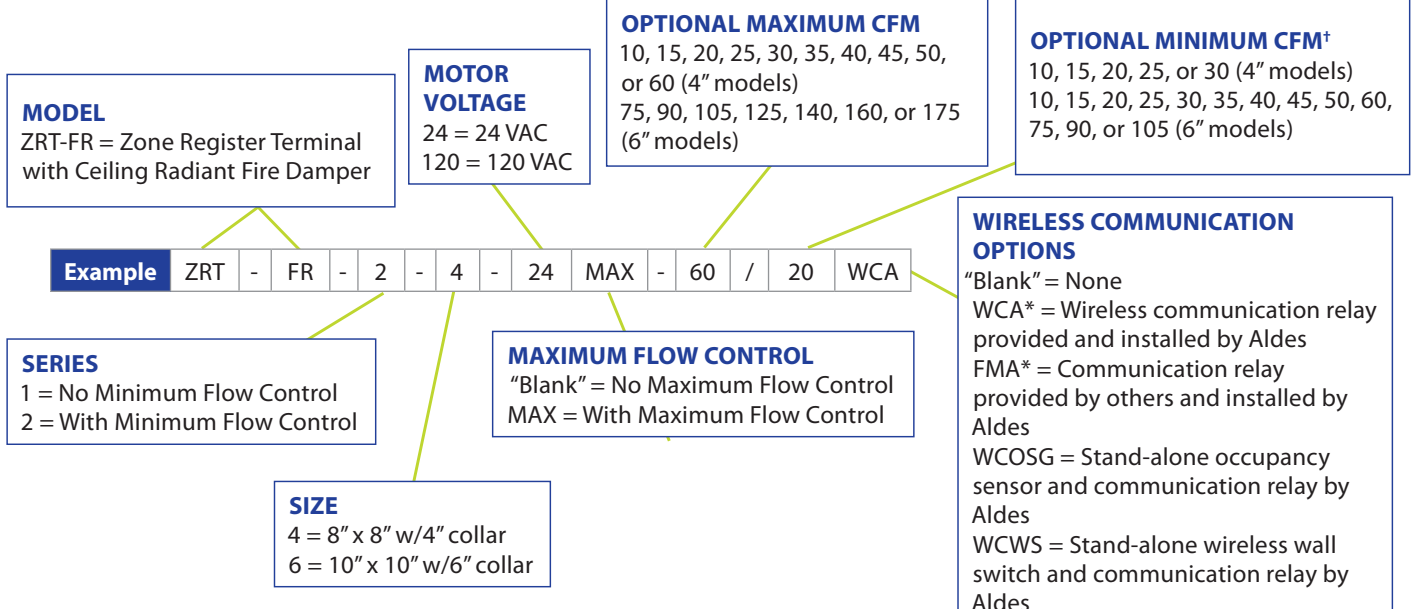 MODEL
ZRT-FR = Zone Register Terminal
with Ceiling Radiant Fire Damper
MOTOR
VOLTAGE
24 = 24 VAC
120 = 120 VAC
OPTIONAL MAXIMUM CFM
10, 15, 20, 25, 30, 35, 40, 45, 50,
or 60 (4” models)
75, 90, 105, 125, 140, 160, or 175
(6” models)
OPTIONAL MINIMUM CFM†
10, 15, 20, 25, or 30 (4” models)
10, 15, 20, 25, 30, 35, 40, 45, 50, 60,
75, 90, or 105 (6” models)
Example ZRT - FR - 2 - 4 - 24 MAX - 60 / 20 WCA
SERIES
1 = No Minimum Flow Control
2 = With Minimum Flow Control
SIZE
4 = 8” x 8” w/4” collar
6 = 10” x 10” w/6” collar
MAXIMUM FLOW CONTROL
“Blank” = No Maximum Flow Control
MAX = With Maximum Flow Control
WIRELESS COMMUNICATION
OPTIONS
“Blank” = None
WCA* = Wireless communication relay
provided and installed by Aldes
FMA* = Communication relay
provided by others and installed by
Aldes
WCOSG = Stand-alone occupancy
sensor and communication relay by
Aldes
WCWS = Stand-alone wireless wall
switch and communication relay by
Aldes